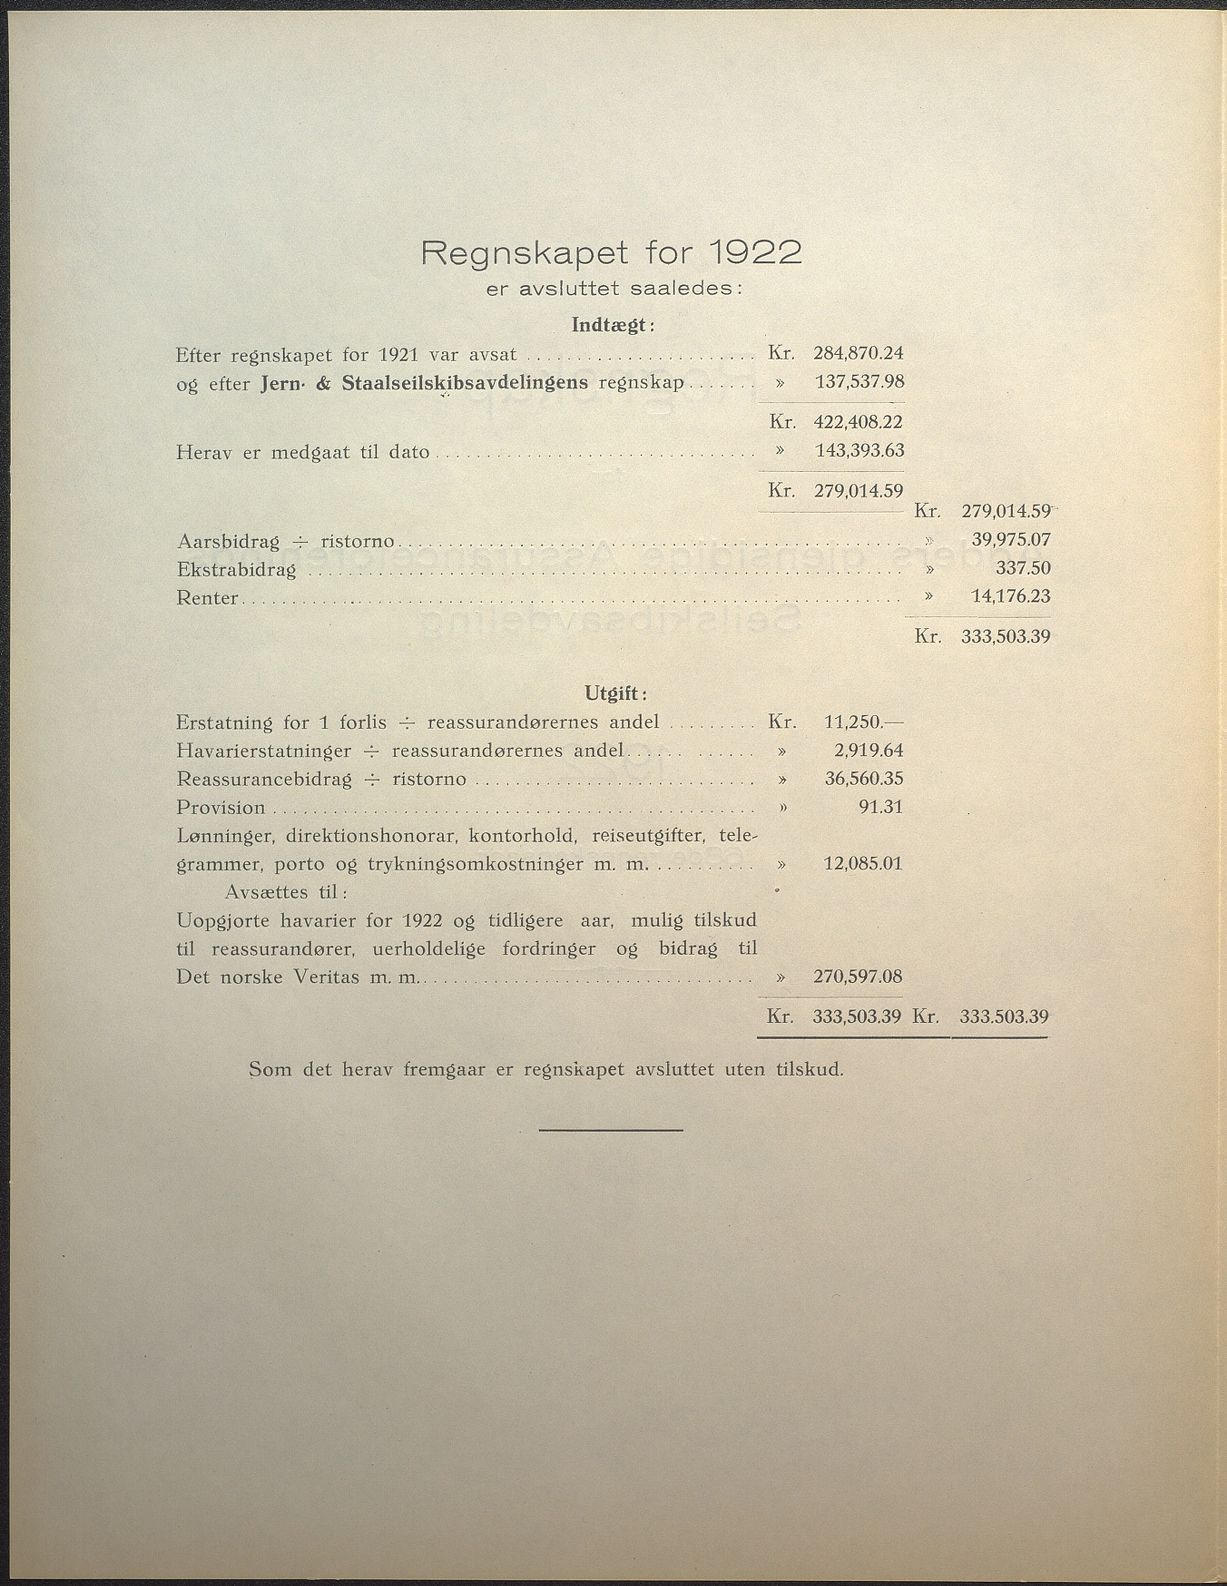 Regnskapet for 1922
er avsluttet saaledes:
Indtægt:
Efter regnskapet for 1921 var avsat ...................... Kr. 284,870.24
og efter Jern- & Staalseilskibsavdelingens regnskap....... » 137,537.98
Kr. 422,408.22
Herav er medgaat til dato ................................ » 143,393.63
Kr. 279,014.59
Kr. 279,014.59
Aarsbidrag ÷ ristorno................................................. » 39,975.07
Ekstrabidrag .......................................................... » 337.50
Renter................................................................. » 14,176.23
Kr. 333,503.39
Utgift:
Erstatning for 1 forlis ÷ reassurandørernes andel ......... Kr. 11,250.—
Havarierstatninger ÷ reassurandørernes andel...... ...... » 2,919.64
Reassurancebidrag ÷ ristorno ........................... » 36,560.35
Provision ................................................ » 91.31
Lønninger, direktionshonorar, kontorhold, reiseutgifter, tele-
grammer, porto og trykningsomkostninger m. m. .......... » 12,085.01
Avsættes til:
Uopgjorte havarier for 1922 og tidligere aar, mulig tilskud
til reassurandører, uerholdelige fordringer og bidrag til
Det norske Veritas m. m.................................. » 270,597.08
Kr. 333,503.39 Kr. 333.503.39
Som det herav fremgaar er regnskapet avsluttet uten tilskud.